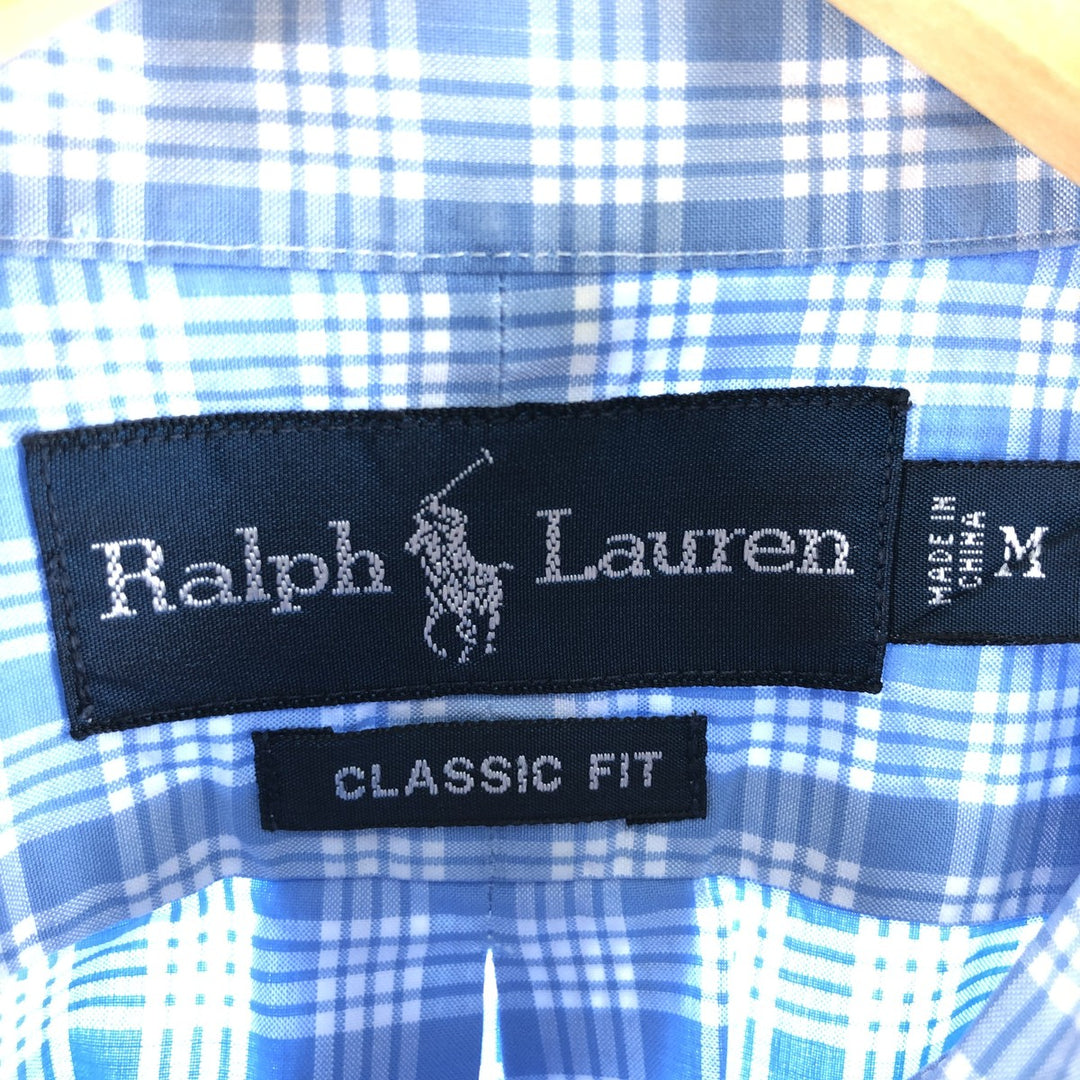 Ralph Lauren
MADE IN
CHINA
M
CLASSIC FIT